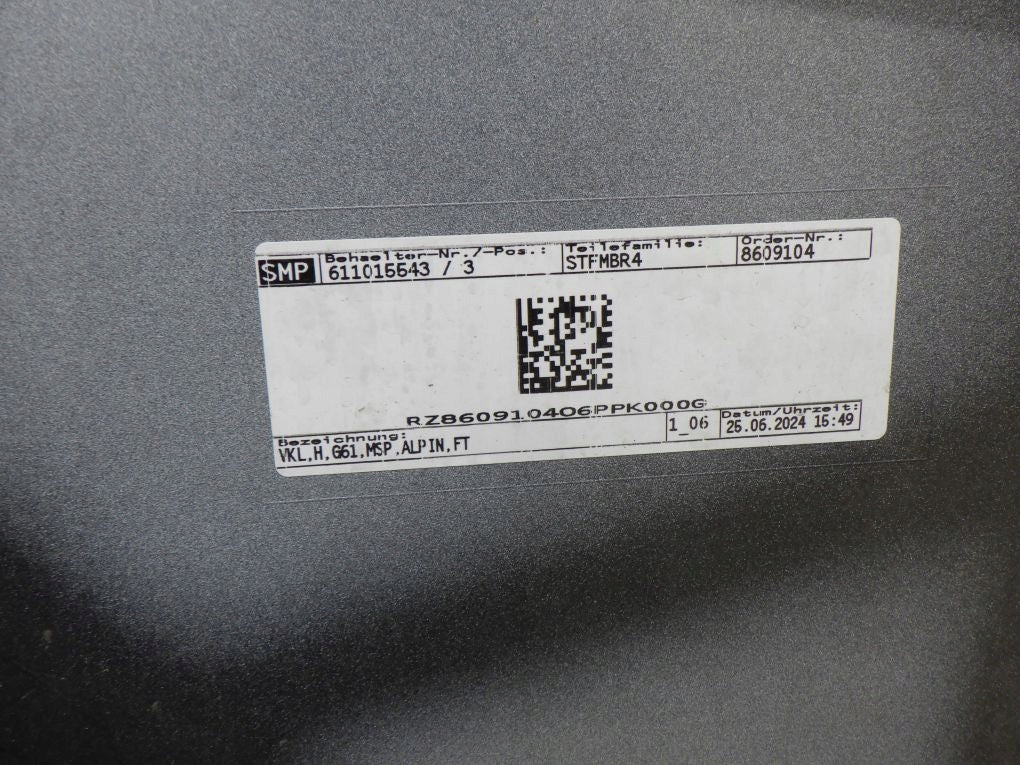 SMP Behaelter-Nr./-Pos.: Teilefamilie: Order-Nr.:
611015543 / 3 STFMBR4 8609104
RZ860910406PPK000G
Bezeichnung: 1_06 Datum/Uhrzeit:
VKL,H,G61,MSP,ALPIN,FT 25.06.2024 15:49